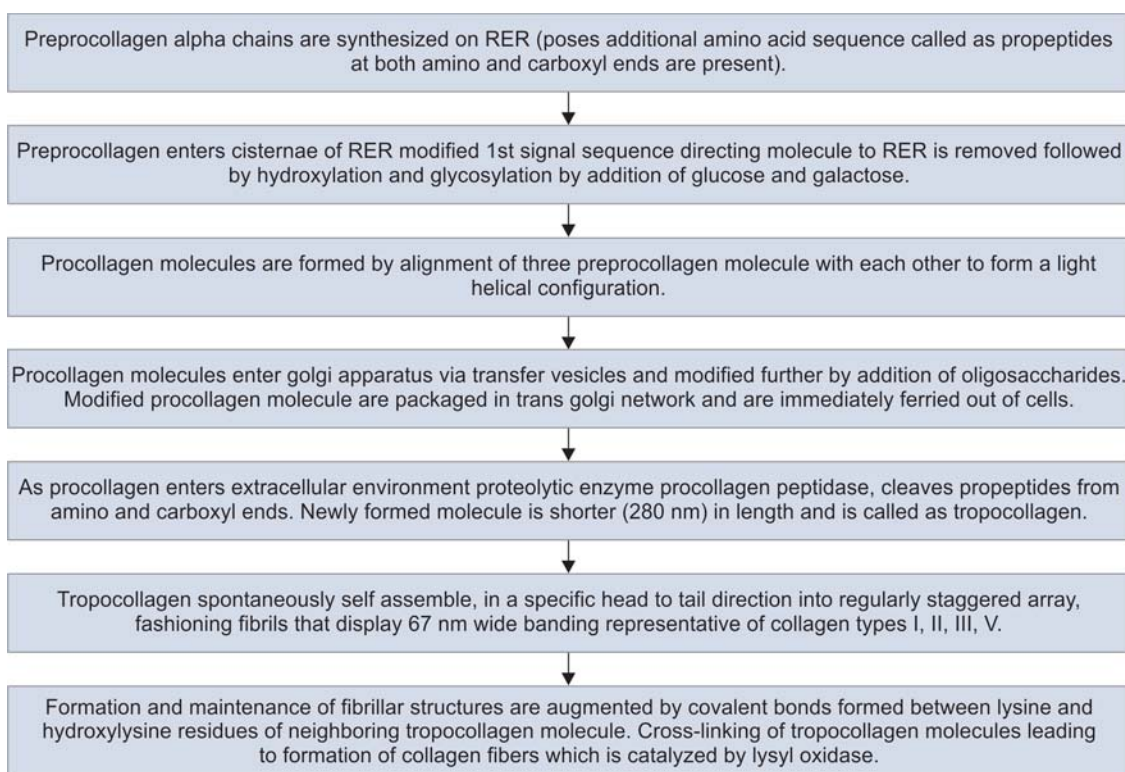 Preprocollagen alpha chains are synthesized on RER (poses additional amino acid sequence called as propeptides
at both amino and carboxyl ends are present).
Preprocollagen enters cisternae of RER modified 1st signal sequence directing molecule to RER is removed followed
by hydroxylation and glycosylation by addition of glucose and galactose.
Procollagen molecules are formed by alignment of three preprocollagen molecule with each other to form a light
helical configuration.
Procollagen molecules enter golgi apparatus via transfer vesicles and modified further by addition of oligosaccharides.
Modified procollagen molecule are packaged in trans golgi network and are immediately ferried out of cells.
As procollagen enters extracellular environment proteolytic enzyme procollagen peptidase, cleaves propeptides from
amino and carboxyl ends. Newly formed molecule is shorter (280 nm) in length and is called as tropocollagen.
Tropocollagen spontaneously self assemble, in a specific head to tail direction into regularly staggered array,
fashioning fibrils that display 67 nm wide banding representative of collagen types I, II, III, V.
Formation and maintenance of fibrillar structures are augmented by covalent bonds formed between lysine and
hydroxylysine residues of neighboring tropocollagen molecule. Cross-linking of tropocollagen molecules leading
to formation of collagen fibers which is catalyzed by lysyl oxidase.